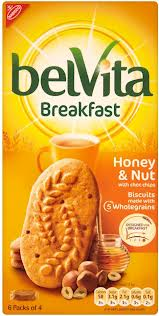 belVita
Breakfast
Honey
& Nut
with choc chips
Biscuits
made with
5 Wholegrains
6 Packs of 4